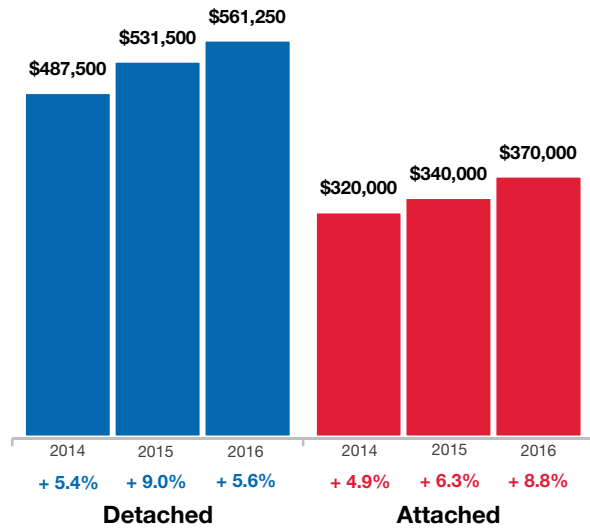 $487,500
$531,500
$561,250
$320,000
$340,000
$370,000
2014 2015 2016 2014 2015 2016
+ 5.4% + 9.0% + 5.6% + 4.9% + 6.3% + 8.8%
Detached Attached